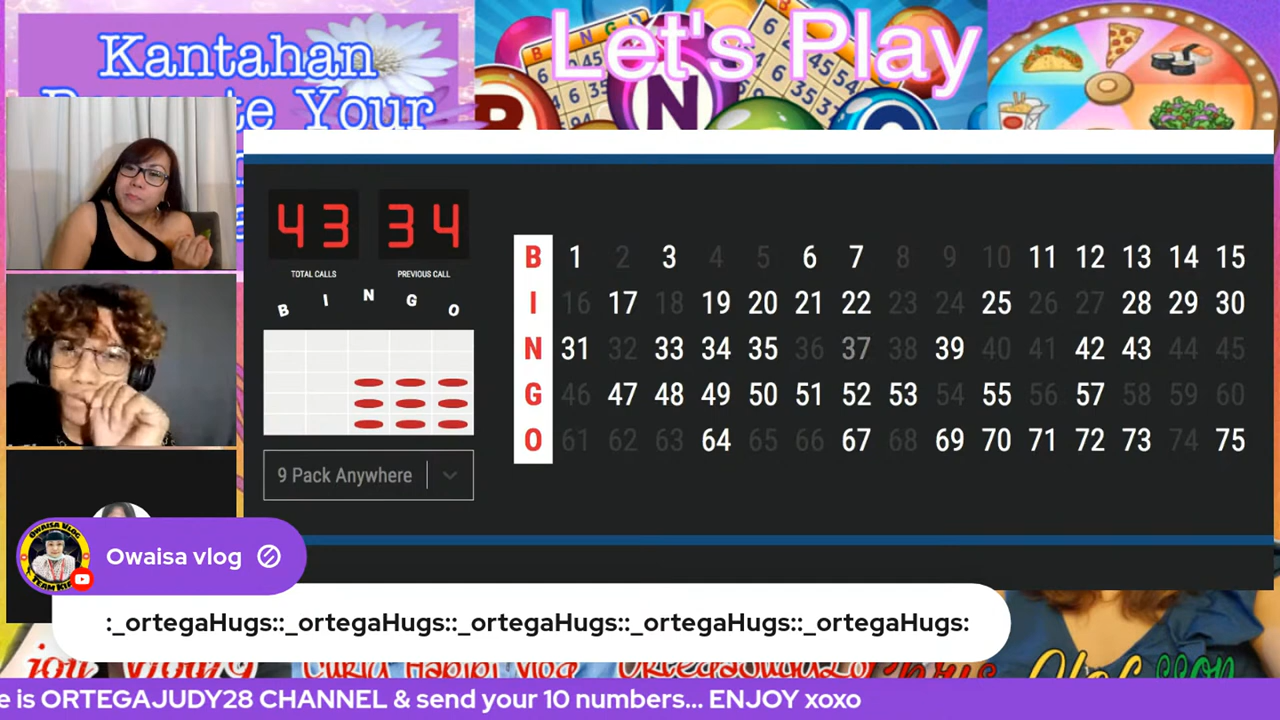 Kantahan
Let's Play
43 34
TOTAL CALLS PREVIOUS CALL
B I N G O
B 1 2 3 4 5 6 7 8 9 10 11 12 13 14 15
I 16 17 18 19 20 21 22 23 24 25 26 27 28 29 30
N 31 32 33 34 35 36 37 38 39 40 41 42 43 44 45
G 46 47 48 49 50 51 52 53 54 55 56 57 58 59 60
O 61 62 63 64 65 66 67 68 69 70 71 72 73 74 75
9 Pack Anywhere
Owaisa vlog
:_ortegaHugs::_ortegaHugs::_ortegaHugs::_ortegaHugs::_ortegaHugs:
e is ORTEGAJUDY28 CHANNEL & send your 10 numbers... ENJOY xoxo